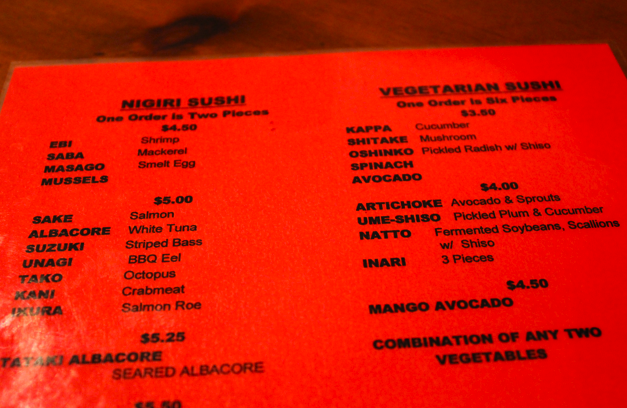 NIGIRI SUSHI
One Order is Two Pieces
$4.50
EBI Shrimp
SABA Mackerel
MASAGO Smelt Egg
MUSSELS
$5.00
SAKE Salmon
ALBACORE White Tuna
SUZUKI Striped Bass
UNAGI BBQ Eel
TAKO Octopus
KANI Crabmeat
IKURA Salmon Roe
$5.25
TATAKI ALBACORE
SEARED ALBACORE
$5.50
VEGETARIAN SUSHI
One Order is Six Pieces
$3.50
KAPPA Cucumber
SHITAKE Mushroom
OSHINKO Pickled Radish w/ Shiso
SPINACH
AVOCADO
$4.00
ARTICHOKE Avocado & Sprouts
UME-SHISO Pickled Plum & Cucumber
NATTO Fermented Soybeans, Scallions
w/ Shiso
INARI 3 Pieces
$4.50
MANGO AVOCADO
COMBINATION OF ANY TWO
VEGETABLES